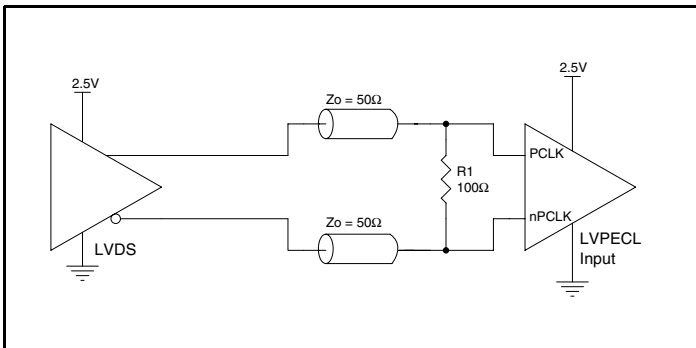 2.5V
2.5V
Zo = 50Ω
PCLK
R1
100Ω
nPCLK
Zo = 50Ω
LVDS
LVPECL
Input